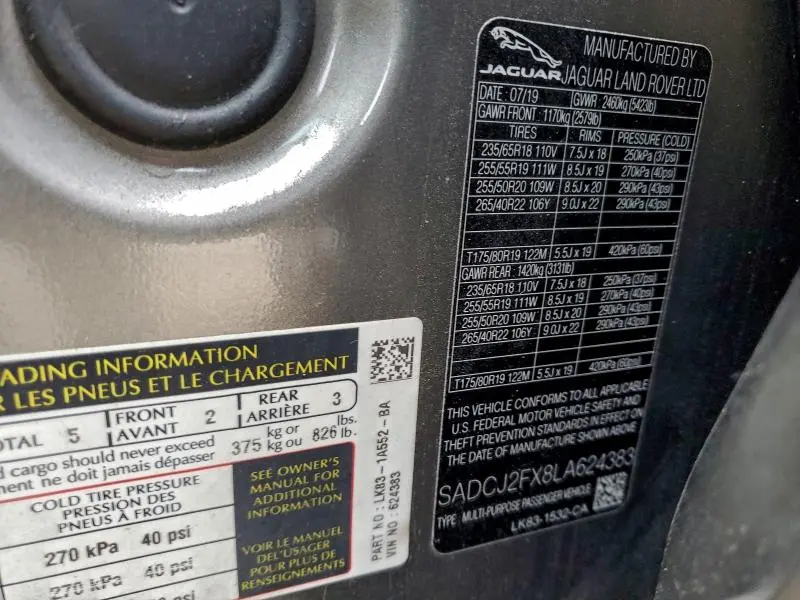 JAGUAR
MANUFACTURED BY
JAGUAR LAND ROVER LTD
DATE : 07/19 GVWR : 2460kg (5423lb)
GAWR FRONT : 1170kg (2579lb)
TIRES RIMS PRESSURE (COLD)
235/65R18 110V 7.5J x 18 250kPa (37psi)
255/55R19 111W 8.5J x 19 270kPa (40psi)
255/50R20 109W 8.5J x 20 290kPa (43psi)
265/40R22 106Y 9.0J x 22 290kPa (43psi)
T175/80R19 122M 5.5J x 19 420kPa (60psi)
GAWR REAR : 1420kg (3131lb)
235/65R18 110V 7.5J x 18 250kPa (37psi)
255/55R19 111W 8.5J x 19 270kPa (40psi)
255/50R20 109W 8.5J x 20 290kPa (43psi)
265/40R22 106Y 9.0J x 22 290kPa (43psi)
T175/80R19 122M 5.5J x 19 420kPa (60psi)
THIS VEHICLE CONFORMS TO ALL APPLICABLE
U.S. FEDERAL MOTOR VEHICLE SAFETY AND
THEFT PREVENTION STANDARDS IN EFFECT ON
THE DATE OF MANUFACTURE SHOWN ABOVE.
SADCJ2FX8LA624383
TYPE : MULTI-PURPOSE PASSENGER VEHICLE
LK83-1532-CA
ADING INFORMATION
R LES PNEUS ET LE CHARGEMENT
OTAL 5 FRONT AVANT 2 REAR ARRIÈRE 3
d cargo should never exceed 375 kg or 826 lbs.
ment ne doit jamais dépasser kg ou lb.
COLD TIRE PRESSURE
PRESSION DES
PNEUS À FROID
270 kPa 40 psi
270 kPa 40 psi
psi
SEE OWNER'S
MANUAL FOR
ADDITIONAL
INFORMATION
VOIR LE MANUEL
DE L'USAGER
POUR PLUS DE
RENSEIGNEMENTS
PART NO : LK83-1A552-BA
VIN NO : 624383